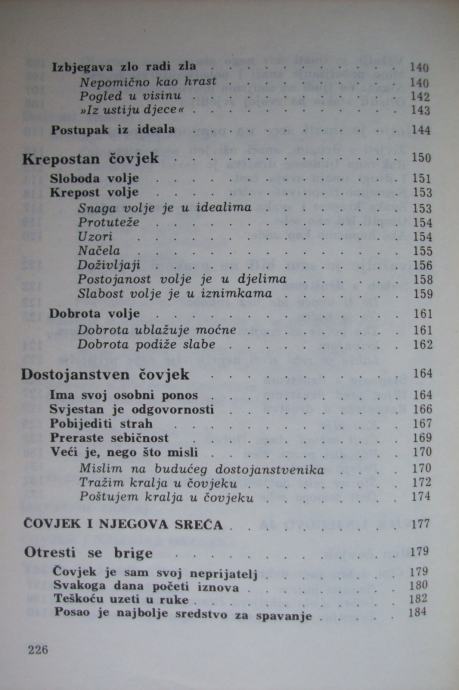 Izbjegava zlo radi zla . . . . . . . . . . . 140
Nepomično kao hrast . . . . . . . . . . 140
Pogled u visinu . . . . . . . . . . . . 142
»Iz ustiju djece« . . . . . . . . . . . 143
Postupak iz ideala . . . . . . . . . . . . 144
Krepostan čovjek . . . . . . . . . . . . 150
Sloboda volje . . . . . . . . . . . . . 151
Krepost volje . . . . . . . . . . . . . 153
Snaga volje je u idealima . . . . . . . . 153
Protuteže . . . . . . . . . . . . . . 154
Uzori . . . . . . . . . . . . . . . 154
Načela . . . . . . . . . . . . . . . 155
Doživljaji . . . . . . . . . . . . . . 156
Postojanost volje je u djelima . . . . . . 158
Slabost volje je u iznimkama . . . . . . . 159
Dobrota volje . . . . . . . . . . . . . 161
Dobrota ublažuje moćne . . . . . . . . . 161
Dobrota podiže slabe . . . . . . . . . . 162
Dostojanstven čovjek . . . . . . . . . . . 164
Ima svoj osobni ponos . . . . . . . . . . 164
Svjestan je odgovornosti . . . . . . . . . 166
Pobijediti strah . . . . . . . . . . . . 167
Preraste sebičnost . . . . . . . . . . . 169
Veći je, nego što misli . . . . . . . . . . 170
Mislim na budućeg dostojanstvenika . . . . 170
Tražim kralja u čovjeku . . . . . . . . . 172
Poštujem kralja u čovjeku . . . . . . . . 174
ČOVJEK I NJEGOVA SREĆA . . . . . . . . . 177
Otresti se brige . . . . . . . . . . . . 179
Čovjek je sam svoj neprijatelj . . . . . . . 179
Svakoga dana početi iznova . . . . . . . . 180
Teškoću uzeti u ruke . . . . . . . . . . 182
Posao je najbolje sredstvo za spavanje . . . . 184
226